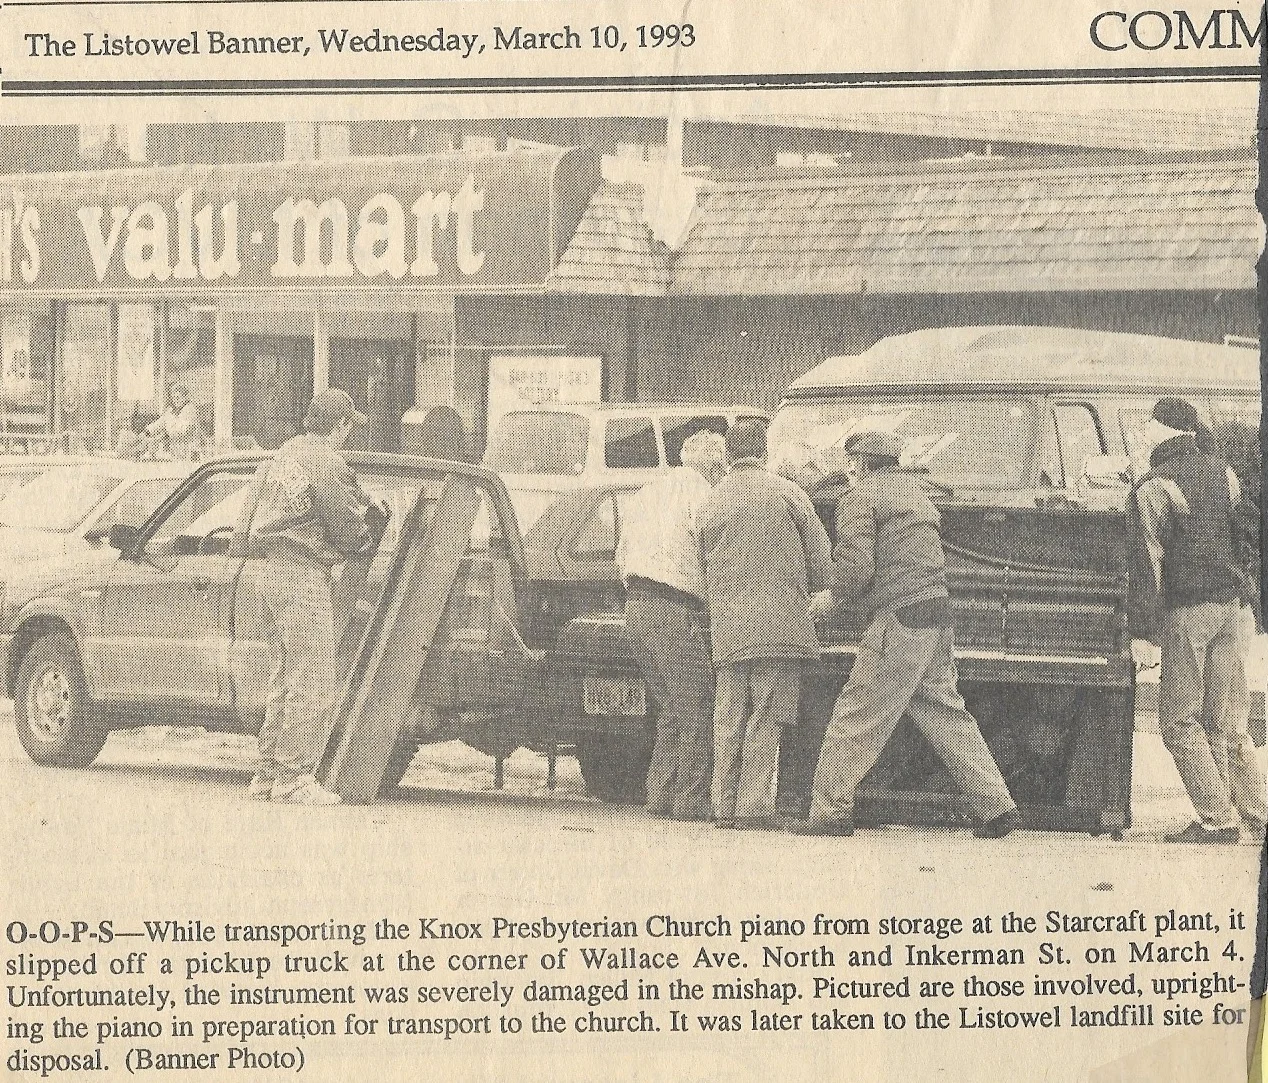 The Listowel Banner, Wednesday, March 10, 1993
COMM
's valu-mart
O-O-P-S—While transporting the Knox Presbyterian Church piano from storage at the Starcraft plant, it
slipped off a pickup truck at the corner of Wallace Ave. North and Inkerman St. on March 4.
Unfortunately, the instrument was severely damaged in the mishap. Pictured are those involved, upright-
ing the piano in preparation for transport to the church. It was later taken to the Listowel landfill site for
disposal. (Banner Photo)